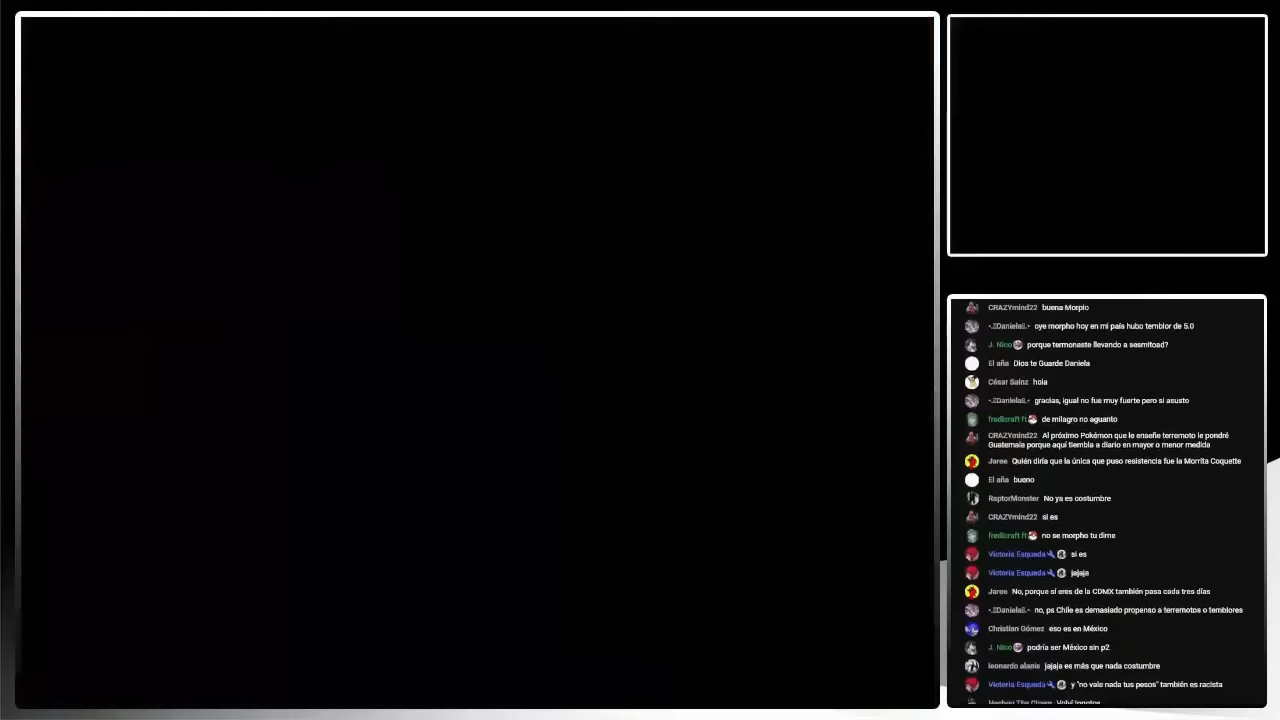 CRAZYmind22 buena Morpio
Daniela oye morpho hoy en mi país hubo temblor de 5.0
J. Nico porque termonaste llevando a sesmitoad?
El aña Dios te Guarde Daniela
César Sainz hola
Daniela gracias, igual no fue muy fuerte pero si asusto
fredicraft ft de milagro no aguanto
CRAZYmind22 Al próximo Pokémon que le enseñe terremoto le pondré
Guatemala porque aquí tiembla a diario en mayor o menor medida
Jaree Quién diría que la única que puso resistencia fue la Morrita Coquette
El aña bueno
RaptorMonster No ya es costumbre
CRAZYmind22 si es
fredicraft ft no se morpho tu dime
Victoria Esqueda si es
Victoria Esqueda jajaja
Jaree No, porque si eres de la CDMX también pasa cada tres días
Daniela no, ps Chile es demasiado propenso a terremotos o temblores
Christian Gómez eso es en México
J. Nico podría ser México sin p2
leonardo alanis jajaja es más que nada costumbre
Victoria Esqueda y "no vale nada tus pesos" también es racista